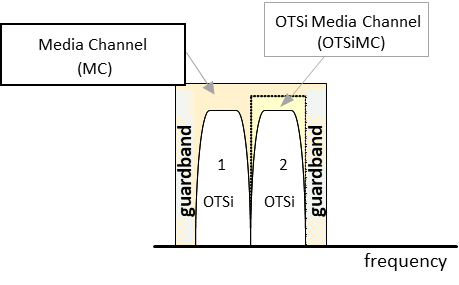 OTSi Media Channel
(OTSiMC)
Media Channel
(MC)
guardband
1
OTSi
2
OTSi
guardband
frequency